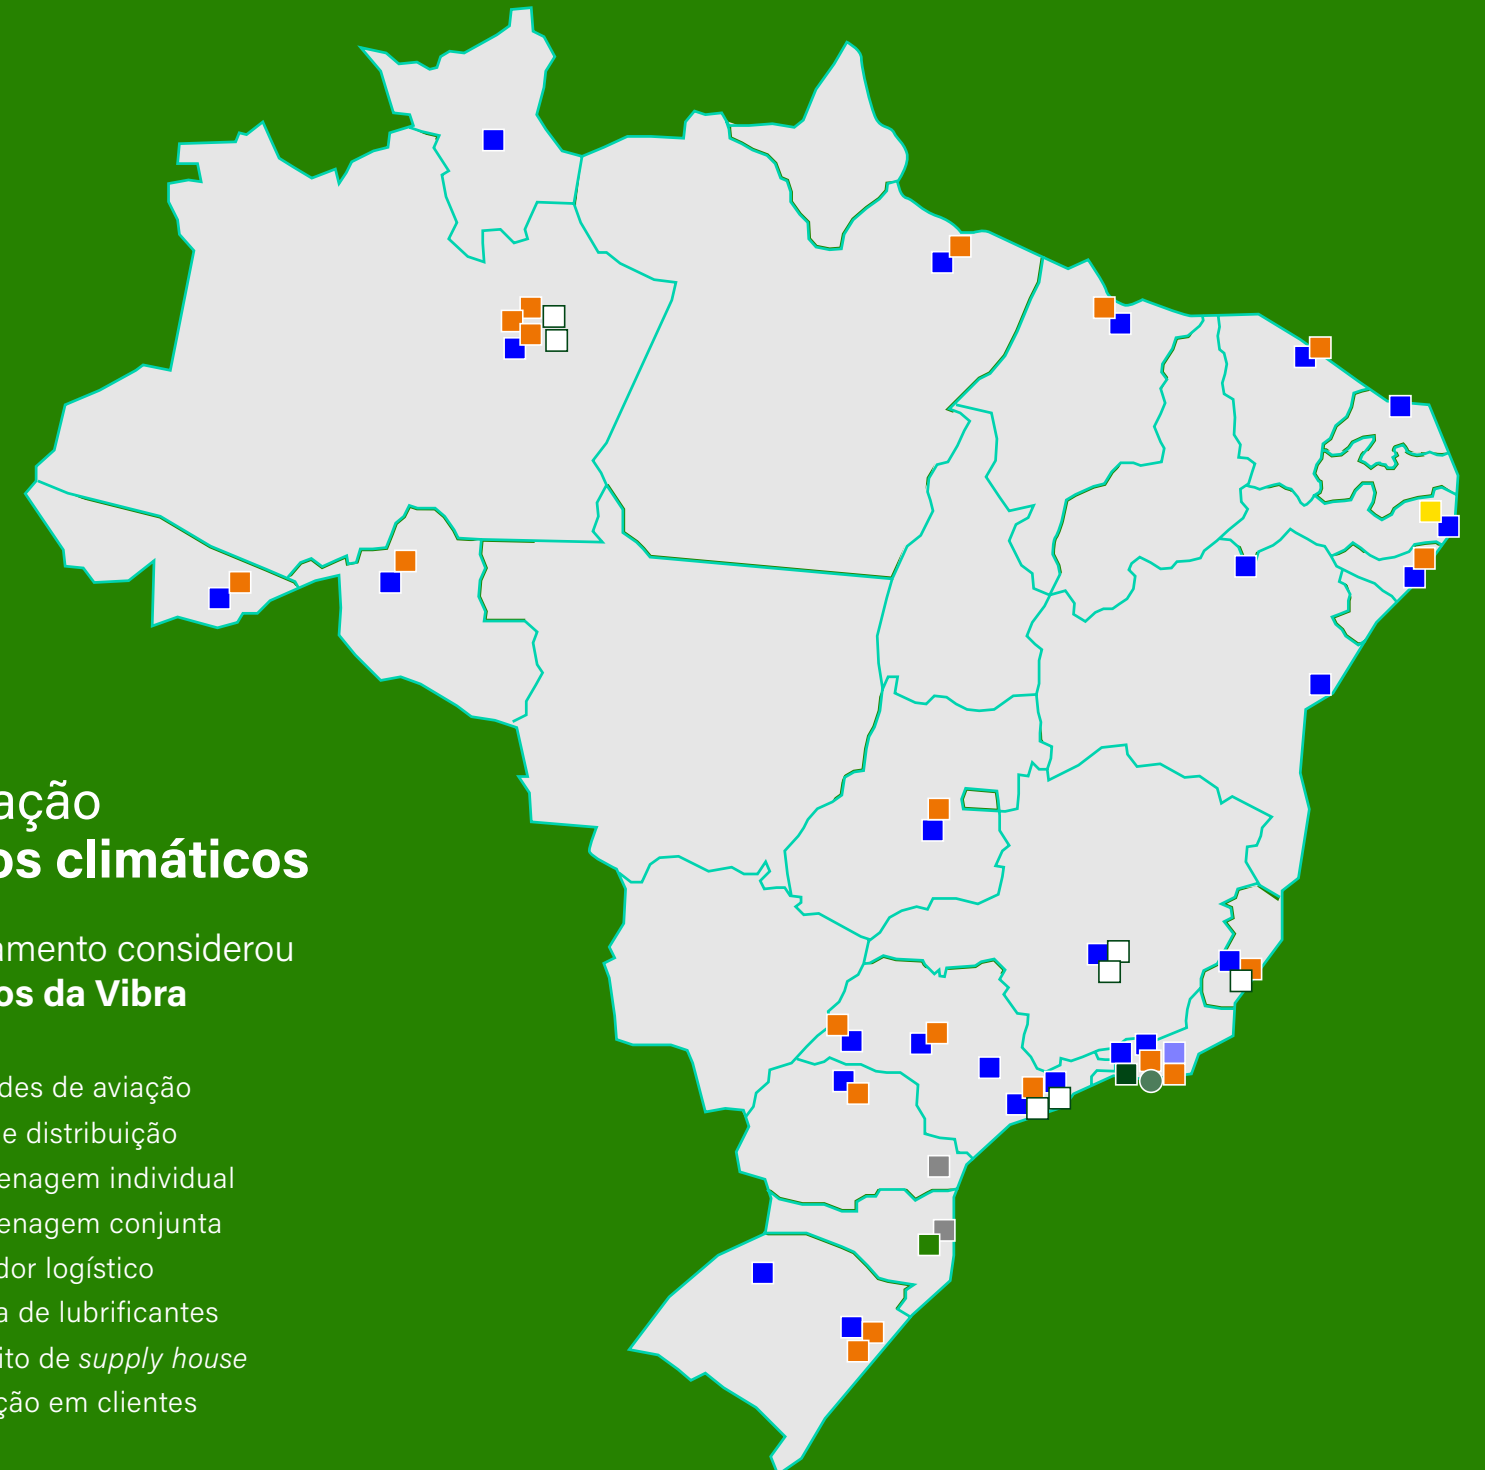 ação
os climáticos
amento considerou
os da Vibra
des de aviação
e distribuição
enagem individual
enagem conjunta
dor logístico
a de lubrificantes
ito de supply house
ção em clientes